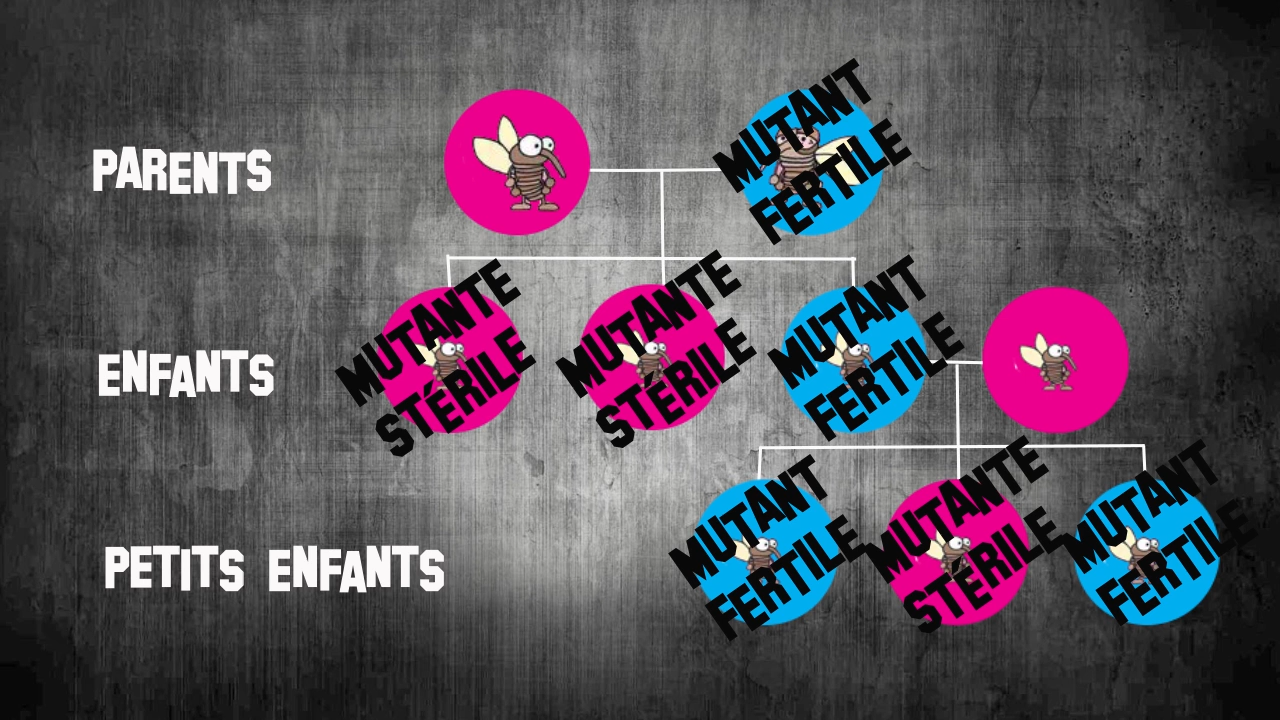 PARENTS
MUTANT
FERTILE
ENFANTS
MUTANTE
STÉRILE
MUTANTE
STÉRILE
MUTANT
FERTILE
PETITS ENFANTS
MUTANT
FERTILE
MUTANTE
STÉRILE
MUTANT
FERTILE